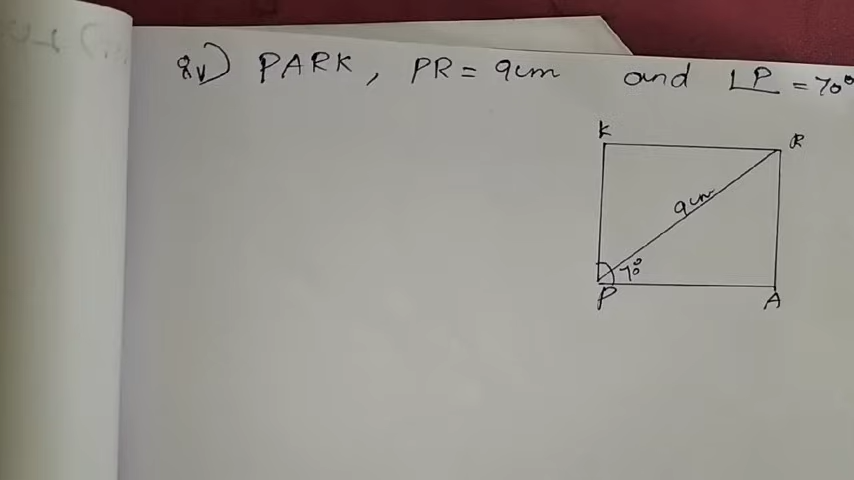 iv) PARK, PR = 9cm and ∠P = 70°
K
R
9cm
70°
P
A